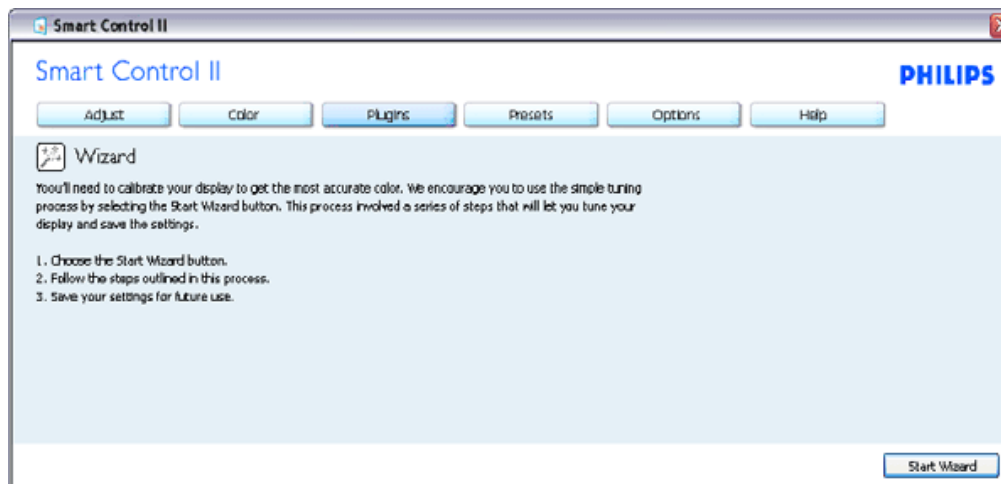 Smart Control II
Smart Control II
PHILIPS
Adjust
Color
Plugins
Presets
Options
Help
Wizard
Yoou'll need to calibrate your display to get the most accurate color. We encourage you to use the simple tuning
process by selecting the Start Wizard button. This process involved a series of steps that will let you tune your
display and save the settings.
1. Choose the Start Wizard button.
2. Follow the steps outlined in this process.
3. Save your settings for future use.
Start Wizard